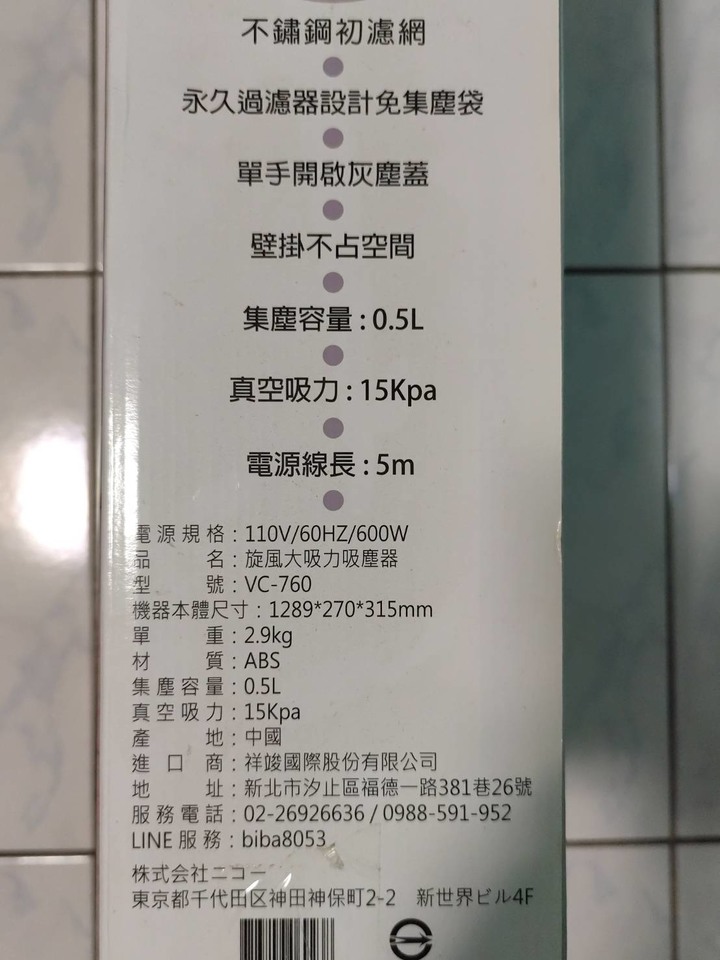 不鏽鋼初濾網
永久過濾器設計免集塵袋
單手開啟灰塵蓋
壁掛不占空間
集塵容量:0.5L
真空吸力:15Kpa
電源線長:5m
電源規格:110V/60HZ/600W
品名:旋風大吸力吸塵器
型號:VC-760
機器本體尺寸:1289*270*315mm
單重:2.9kg
材質:ABS
集塵容量:0.5L
真空吸力:15Kpa
產地:中國
進口商:祥竣國際股份有限公司
地址:新北市汐止區福德一路381巷26號
服務電話:02-26926636 / 0988-591-952
LINE服務:biba8053
株式会社ニコー
東京都千代田区神田神保町2-2 新世界ビル4F